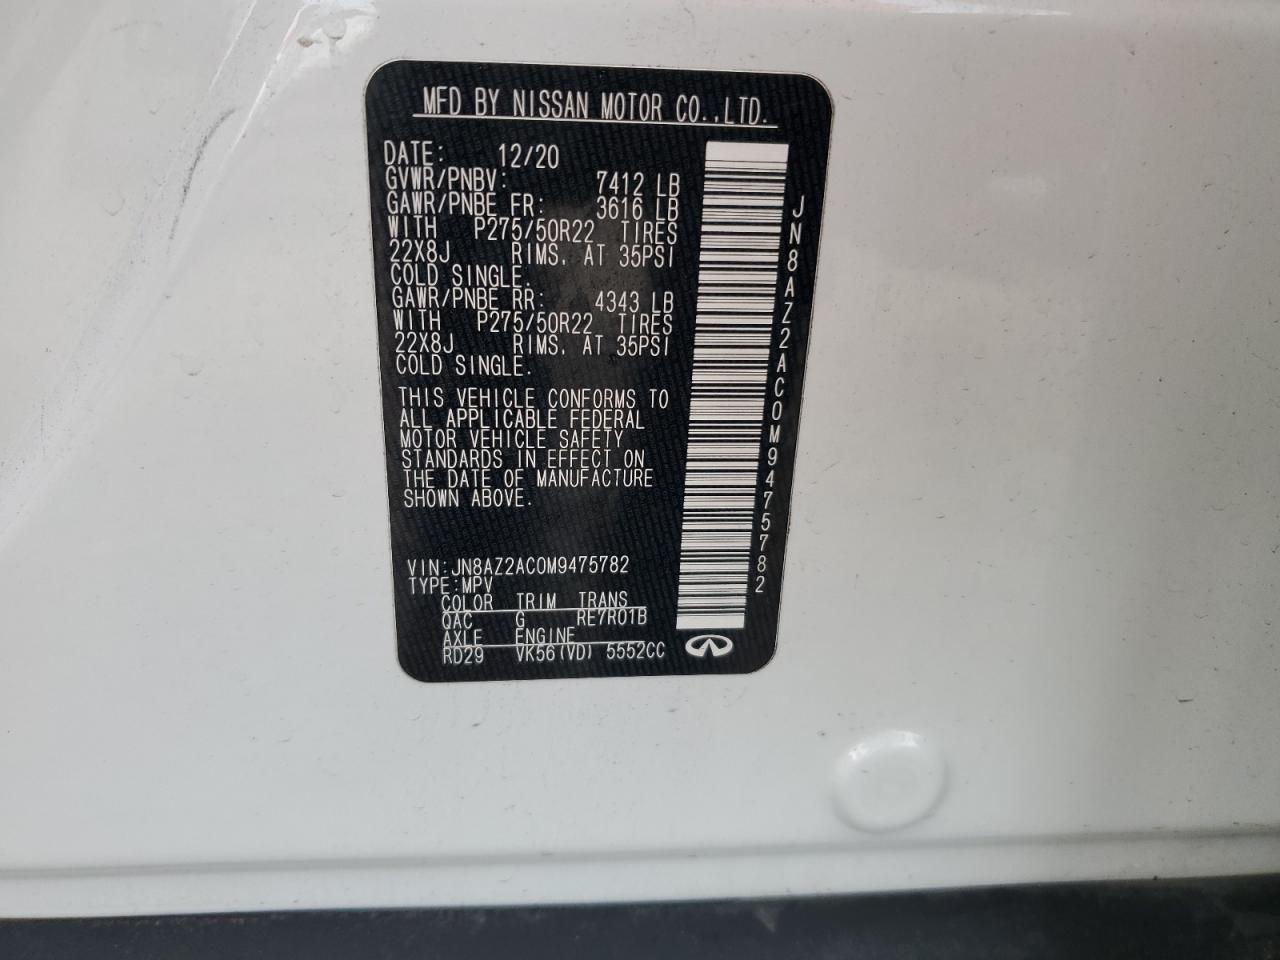 MFD BY NISSAN MOTOR CO.,LTD.
DATE: 12/20
GVWR/PNBV: 7412 LB
GAWR/PNBE FR: 3616 LB
WITH P275/50R22 TIRES
22X8J RIMS. AT 35PSI
COLD SINGLE.
GAWR/PNBE RR: 4343 LB
WITH P275/50R22 TIRES
22X8J RIMS. AT 35PSI
COLD SINGLE.
THIS VEHICLE CONFORMS TO
ALL APPLICABLE FEDERAL
MOTOR VEHICLE SAFETY
STANDARDS IN EFFECT ON
THE DATE OF MANUFACTURE
SHOWN ABOVE.
VIN:JN8AZ2AC0M9475782
TYPE:MPV
COLOR TRIM TRANS
QAC G RE7R01B
AXLE ENGINE
RD29 VK56(VD) 5552CC
JN8AZ2AC0M9475782